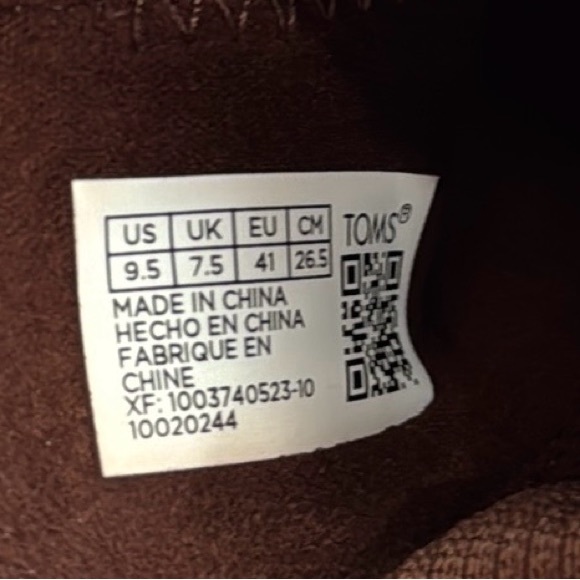 US UK EU CM TOMS®
9.5 7.5 41 26.5
MADE IN CHINA
HECHO EN CHINA
FABRIQUE EN
CHINE
XF: 1003740523-10
10020244